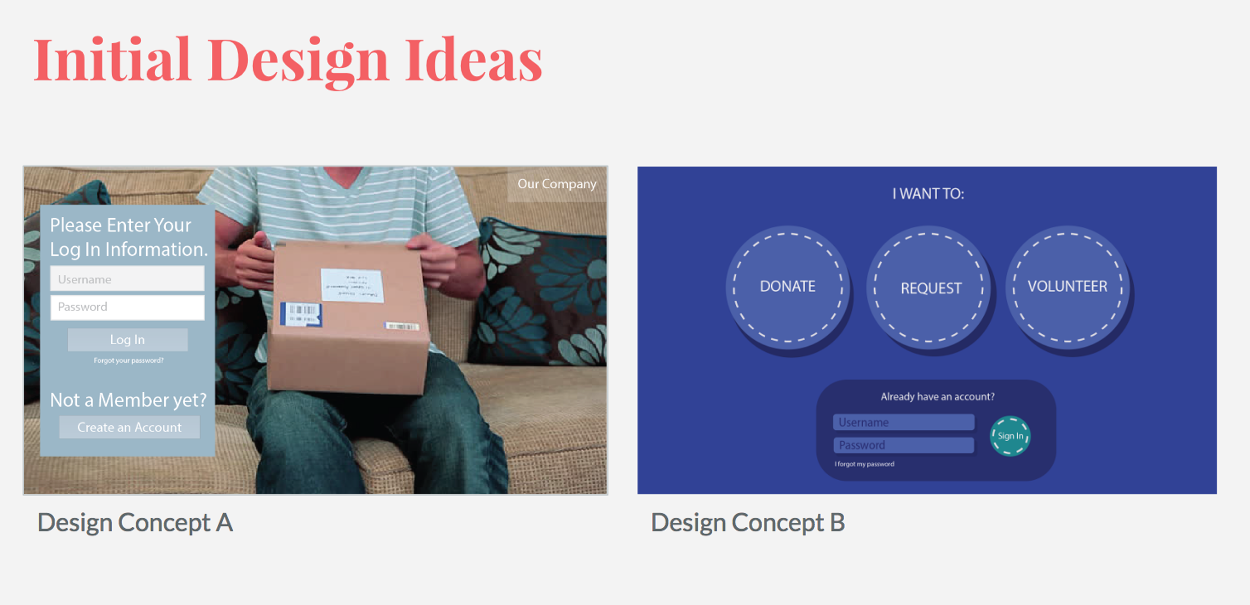 Initial Design Ideas
Our Company
Please Enter Your
Log In Information.
Username
Password
Log In
Forgot your password?
Not a Member yet?
Create an Account
Design Concept A
I WANT TO:
DONATE
REQUEST
VOLUNTEER
Already have an account?
Username
Password
Sign In
I forgot my password
Design Concept B